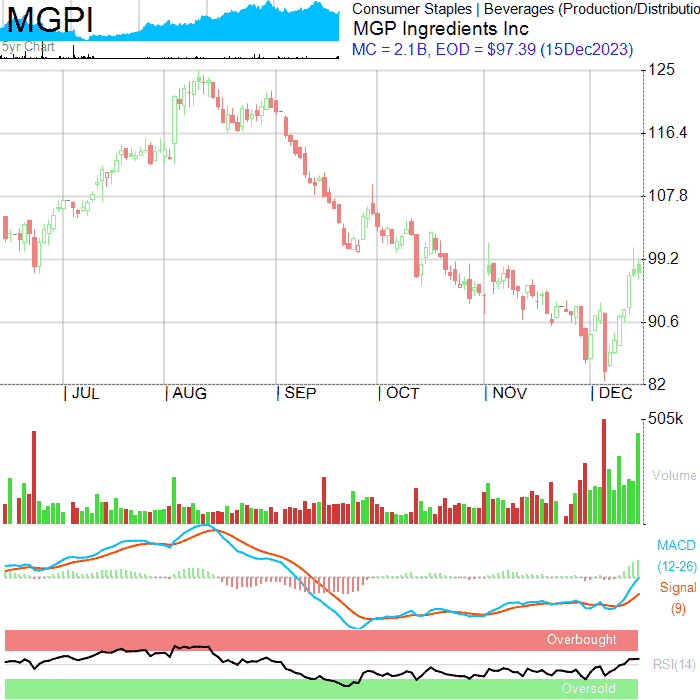 MGPI
5yr Chart
Consumer Staples | Beverages (Production/Distributio
MGP Ingredients Inc
MC = 2.1B, EOD = $97.39 (15Dec2023)
125
116.4
107.8
99.2
90.6
82
JUL
AUG
SEP
OCT
NOV
DEC
505k
Volume
MACD
(12-26)
Signal
(9)
Overbought
RSI(14)
Oversold